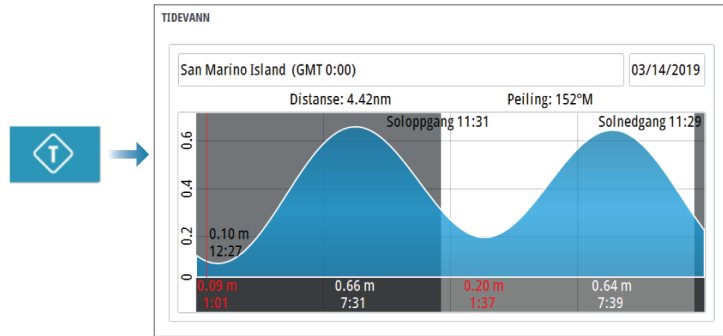 TIDEVANN
San Marino Island (GMT 0:00)
03/14/2019
Distanse: 4.42nm
Peiling: 152°M
Soloppgang 11:31
Solnedgang 11:29
0.6
0.4
0.2
0
0.10 m
12:27
0.09 m
1:01
0.66 m
7:31
0.20 m
1:37
0.64 m
7:39
T